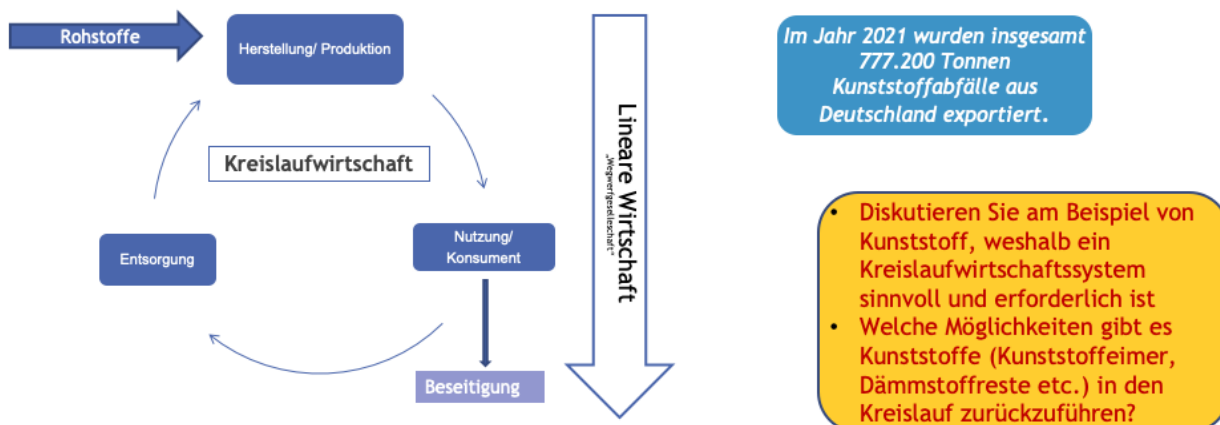 Rohstoffe
Herstellung/ Produktion
Kreislaufwirtschaft
Entsorgung
Nutzung/
Konsument
Beseitigung
Lineare Wirtschaft
„Wegwerfgesellschaft“
Im Jahr 2021 wurden insgesamt
777.200 Tonnen
Kunststoffabfälle aus
Deutschland exportiert.
• Diskutieren Sie am Beispiel von
Kunststoff, weshalb ein
Kreislaufwirtschaftssystem
sinnvoll und erforderlich ist
• Welche Möglichkeiten gibt es
Kunststoffe (Kunststoffeimer,
Dämmstoffreste etc.) in den
Kreislauf zurückzuführen?